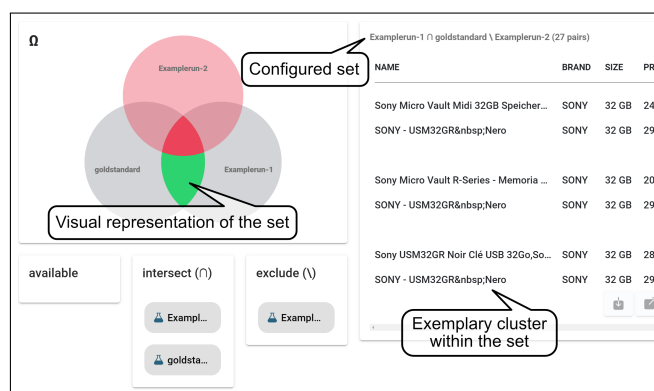 Ω
Examplerun-2
goldstandard
Examplerun-1
Configured set
Visual representation of the set
Examplerun-1 ∩ goldstandard \ Examplerun-2 (27 pairs)
NAME BRAND SIZE PR
Sony Micro Vault Midi 32GB Speicher... SONY 32 GB 24
SONY - USM32GR&nbsp;Nero SONY 32 GB 29
Sony Micro Vault R-Series - Memoria ... SONY 32 GB 20
SONY - USM32GR&nbsp;Nero SONY 32 GB 29
Sony USM32GR Noir Clé USB 32Go,So... SONY 32 GB 28
SONY - USM32GR&nbsp;Nero SONY 32 GB 29
Exemplary cluster
within the set
available
intersect (∩)
Exampl...
goldsta...
exclude (\)
Exampl...